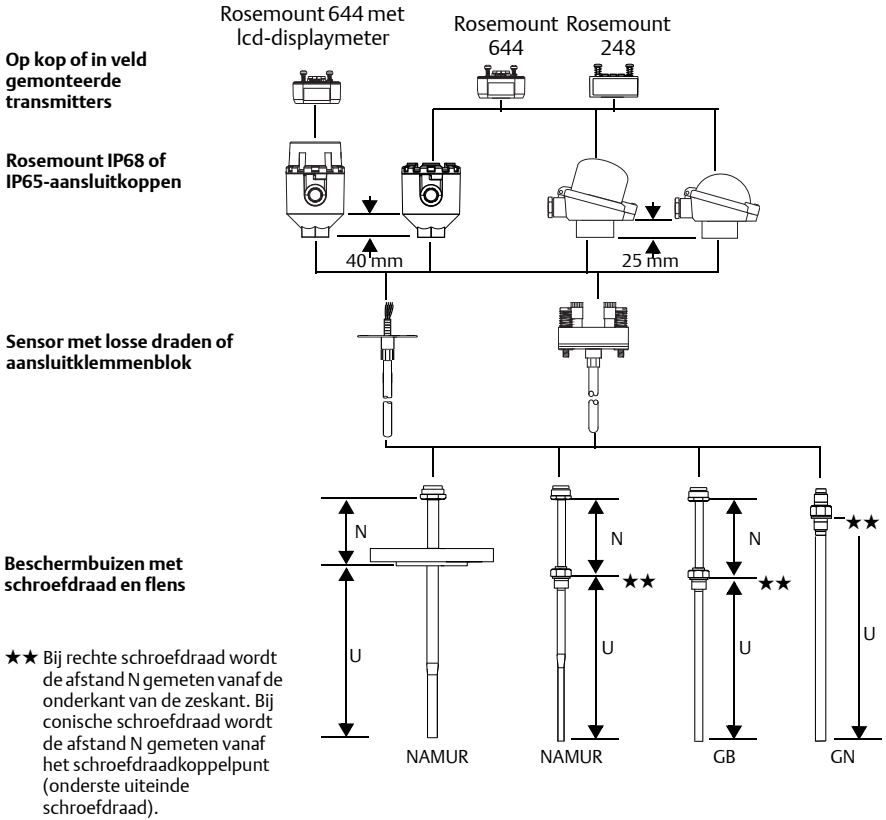 Rosemount 644 met
lcd-displaymeter
Rosemount
644
Rosemount
248
Op kop of in veld
gemonteerde
transmitters
Rosemount IP68 of
IP65-aansluitkoppen
40 mm
25 mm
Sensor met losse draden of
aansluitklemmenblok
N
N
N
★★
★★
★★
Beschermbuizen met
schroefdraad en flens
U
U
U
U
★★ Bij rechte schroefdraad wordt
de afstand N gemeten vanaf de
onderkant van de zeskant. Bij
conische schroefdraad wordt
de afstand N gemeten vanaf
het schroefdraadkoppelpunt
(onderste uiteinde
schroefdraad).
NAMUR
NAMUR
GB
GN